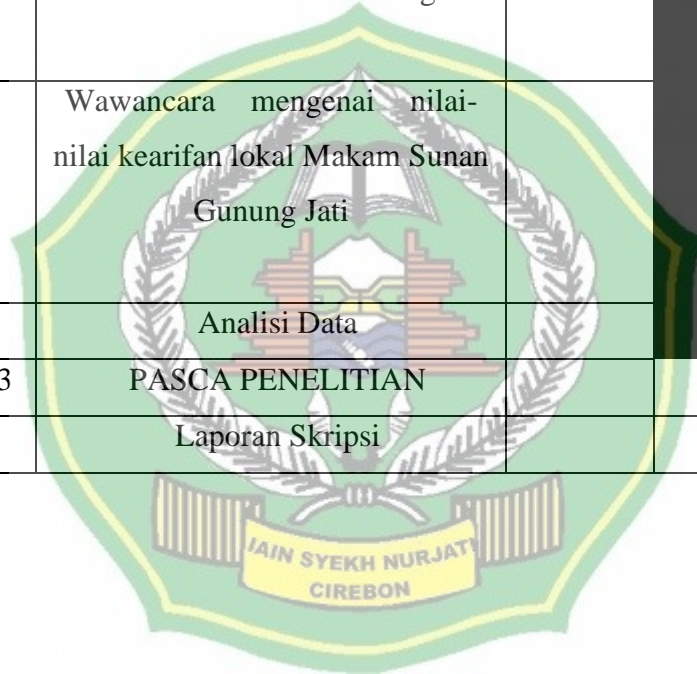 Wawancara mengenai nilai-
nilai kearifan lokal Makam Sunan
Gunung Jati
Analisi Data
3 PASCA PENELITIAN
Laporan Skripsi
IAIN SYEKH NURJATI
CIREBON